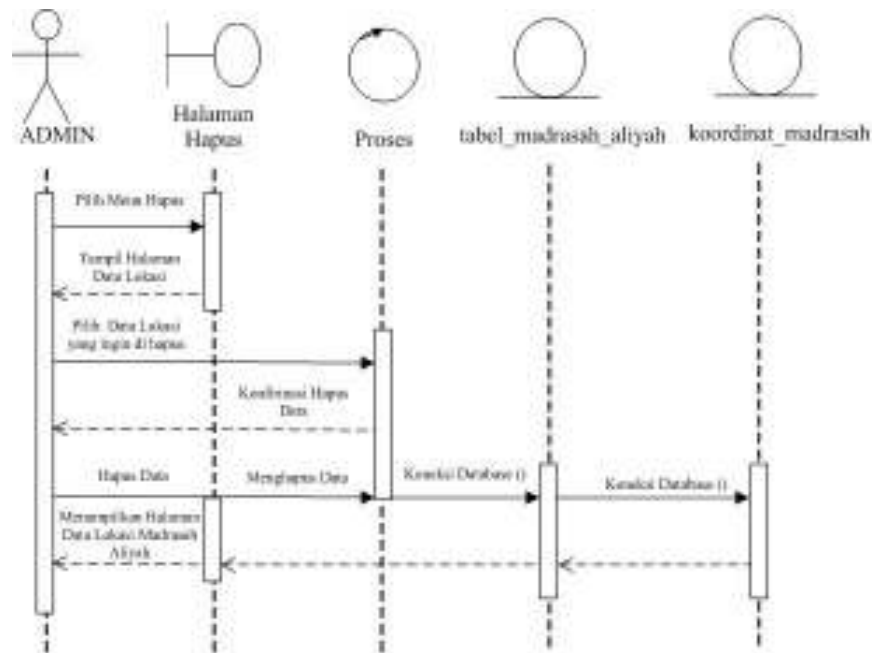 ADMIN
Halaman
Hapus
Proses
tabel_madrasah_aliyah
koordinat_madrasah
Pilih Menu Hapus
Tampil Halaman
Data Lokasi
Pilih Data Lokasi
yang ingin di hapus
Konfirmasi Hapus
Data
Hapus Data
Menghapus Data
Koneksi Database ()
Koneksi Database ()
Menampilkan Halaman
Data Lokasi Madrasah
Aliyah